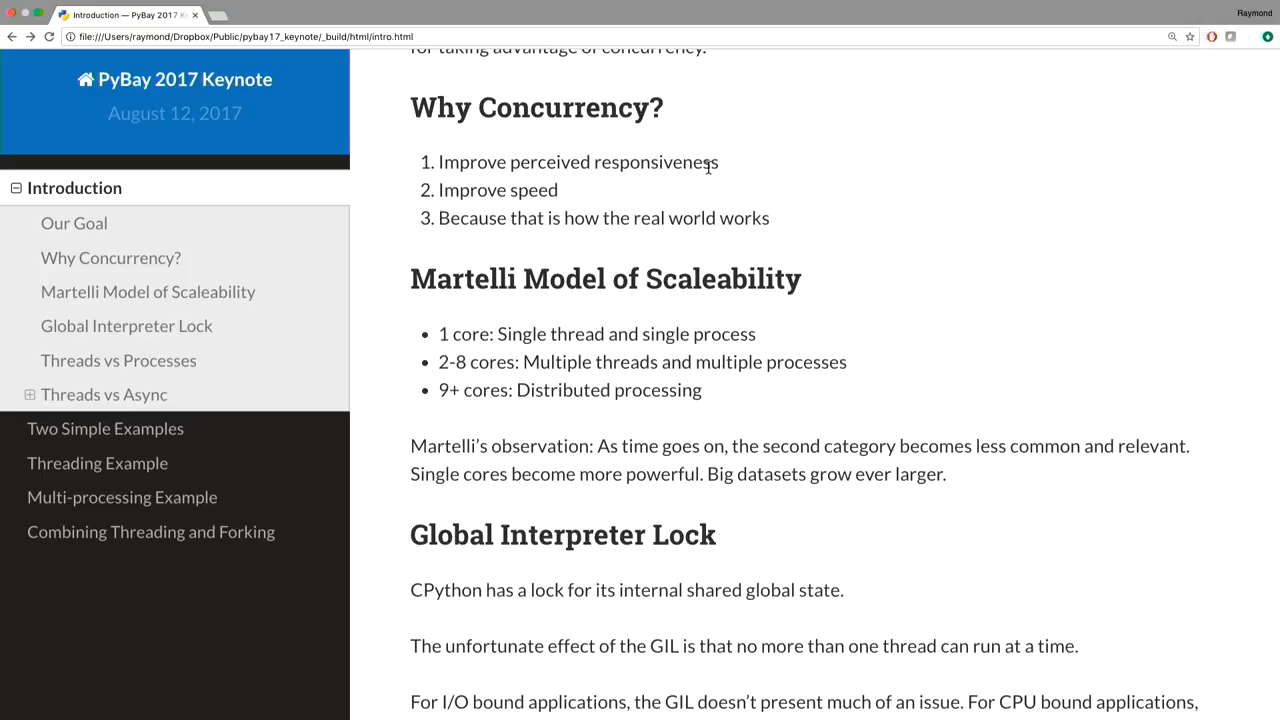 Introduction — PyBay 2017 K
Raymond
file:///Users/raymond/Dropbox/Public/pybay17_keynote/_build/html/intro.html
PyBay 2017 Keynote
August 12, 2017
Introduction
Our Goal
Why Concurrency?
Martelli Model of Scaleability
Global Interpreter Lock
Threads vs Processes
Threads vs Async
Two Simple Examples
Threading Example
Multi-processing Example
Combining Threading and Forking
for taking advantage of concurrency.
Why Concurrency?
1. Improve perceived responsiveness
2. Improve speed
3. Because that is how the real world works
Martelli Model of Scaleability
• 1 core: Single thread and single process
• 2-8 cores: Multiple threads and multiple processes
• 9+ cores: Distributed processing
Martelli’s observation: As time goes on, the second category becomes less common and relevant.
Single cores become more powerful. Big datasets grow ever larger.
Global Interpreter Lock
CPython has a lock for its internal shared global state.
The unfortunate effect of the GIL is that no more than one thread can run at a time.
For I/O bound applications, the GIL doesn’t present much of an issue. For CPU bound applications,